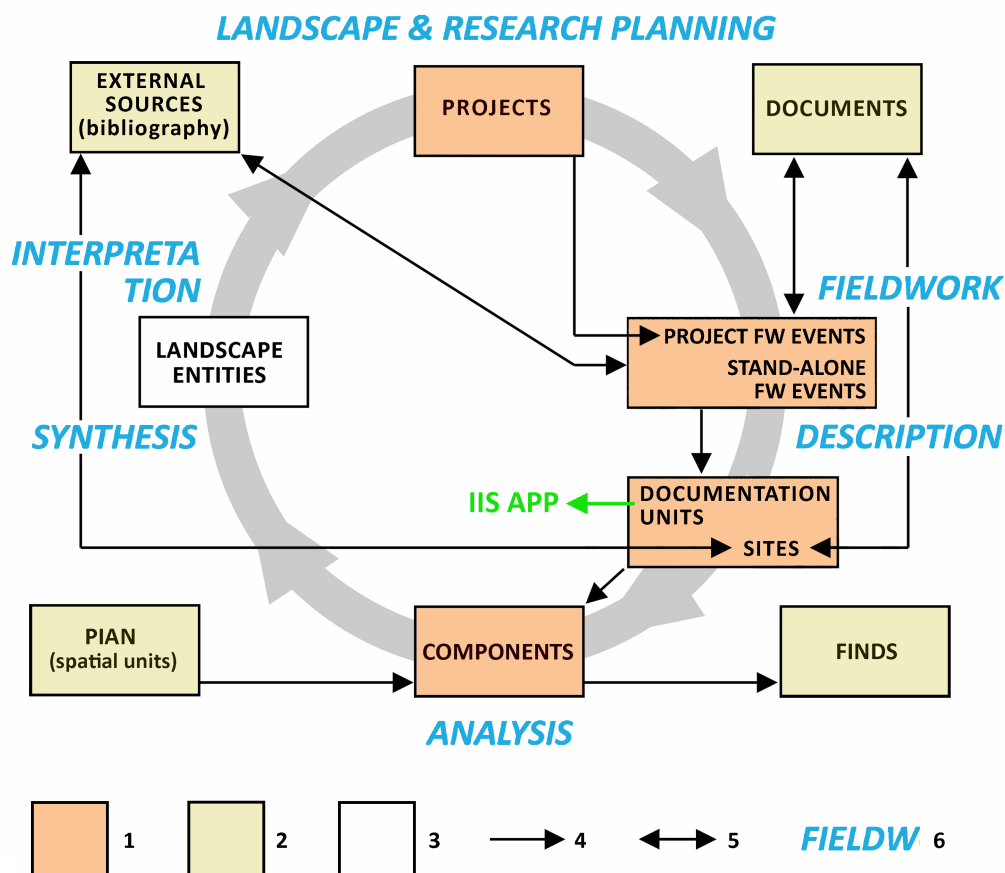 LANDSCAPE & RESEARCH PLANNING
EXTERNAL
SOURCES
(bibliography)
PROJECTS
DOCUMENTS
INTERPRETA
TION
FIELDWORK
LANDSCAPE
ENTITIES
PROJECT FW EVENTS
STAND-ALONE
FW EVENTS
SYNTHESIS
DESCRIPTION
IIS APP
DOCUMENTATION
UNITS
SITES
PIAN
(spatial units)
COMPONENTS
FINDS
ANALYSIS
1
2
3
4
5
FIELDW 6